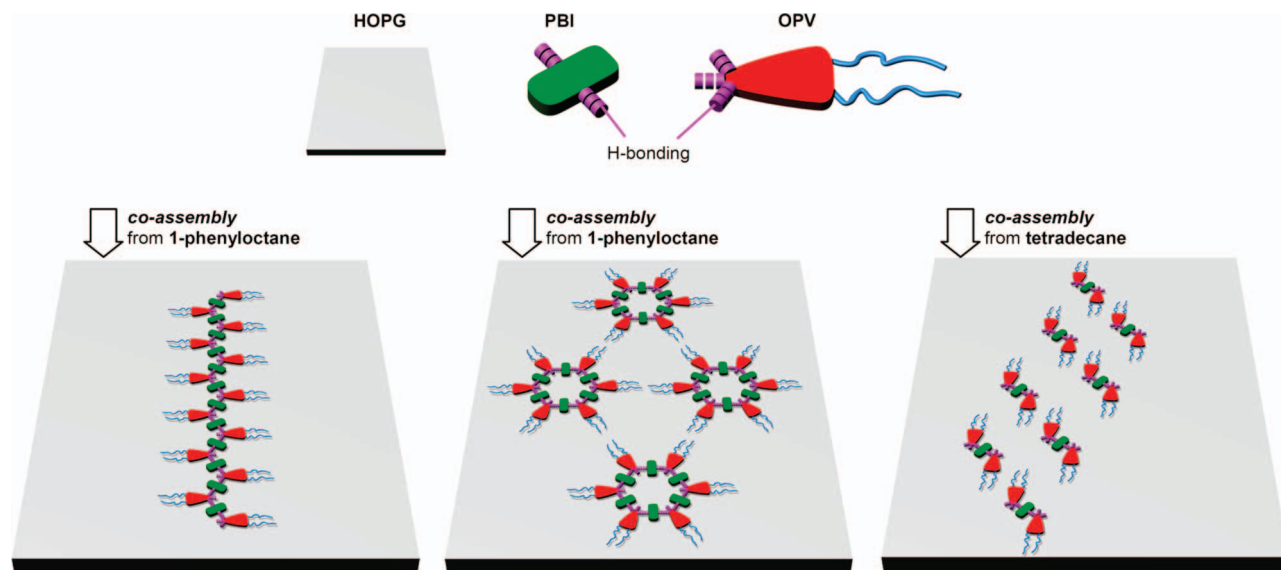 HOPG
PBI
OPV
H-bonding
co-assembly
from 1-phenyloctane
co-assembly
from 1-phenyloctane
co-assembly
from tetradecane